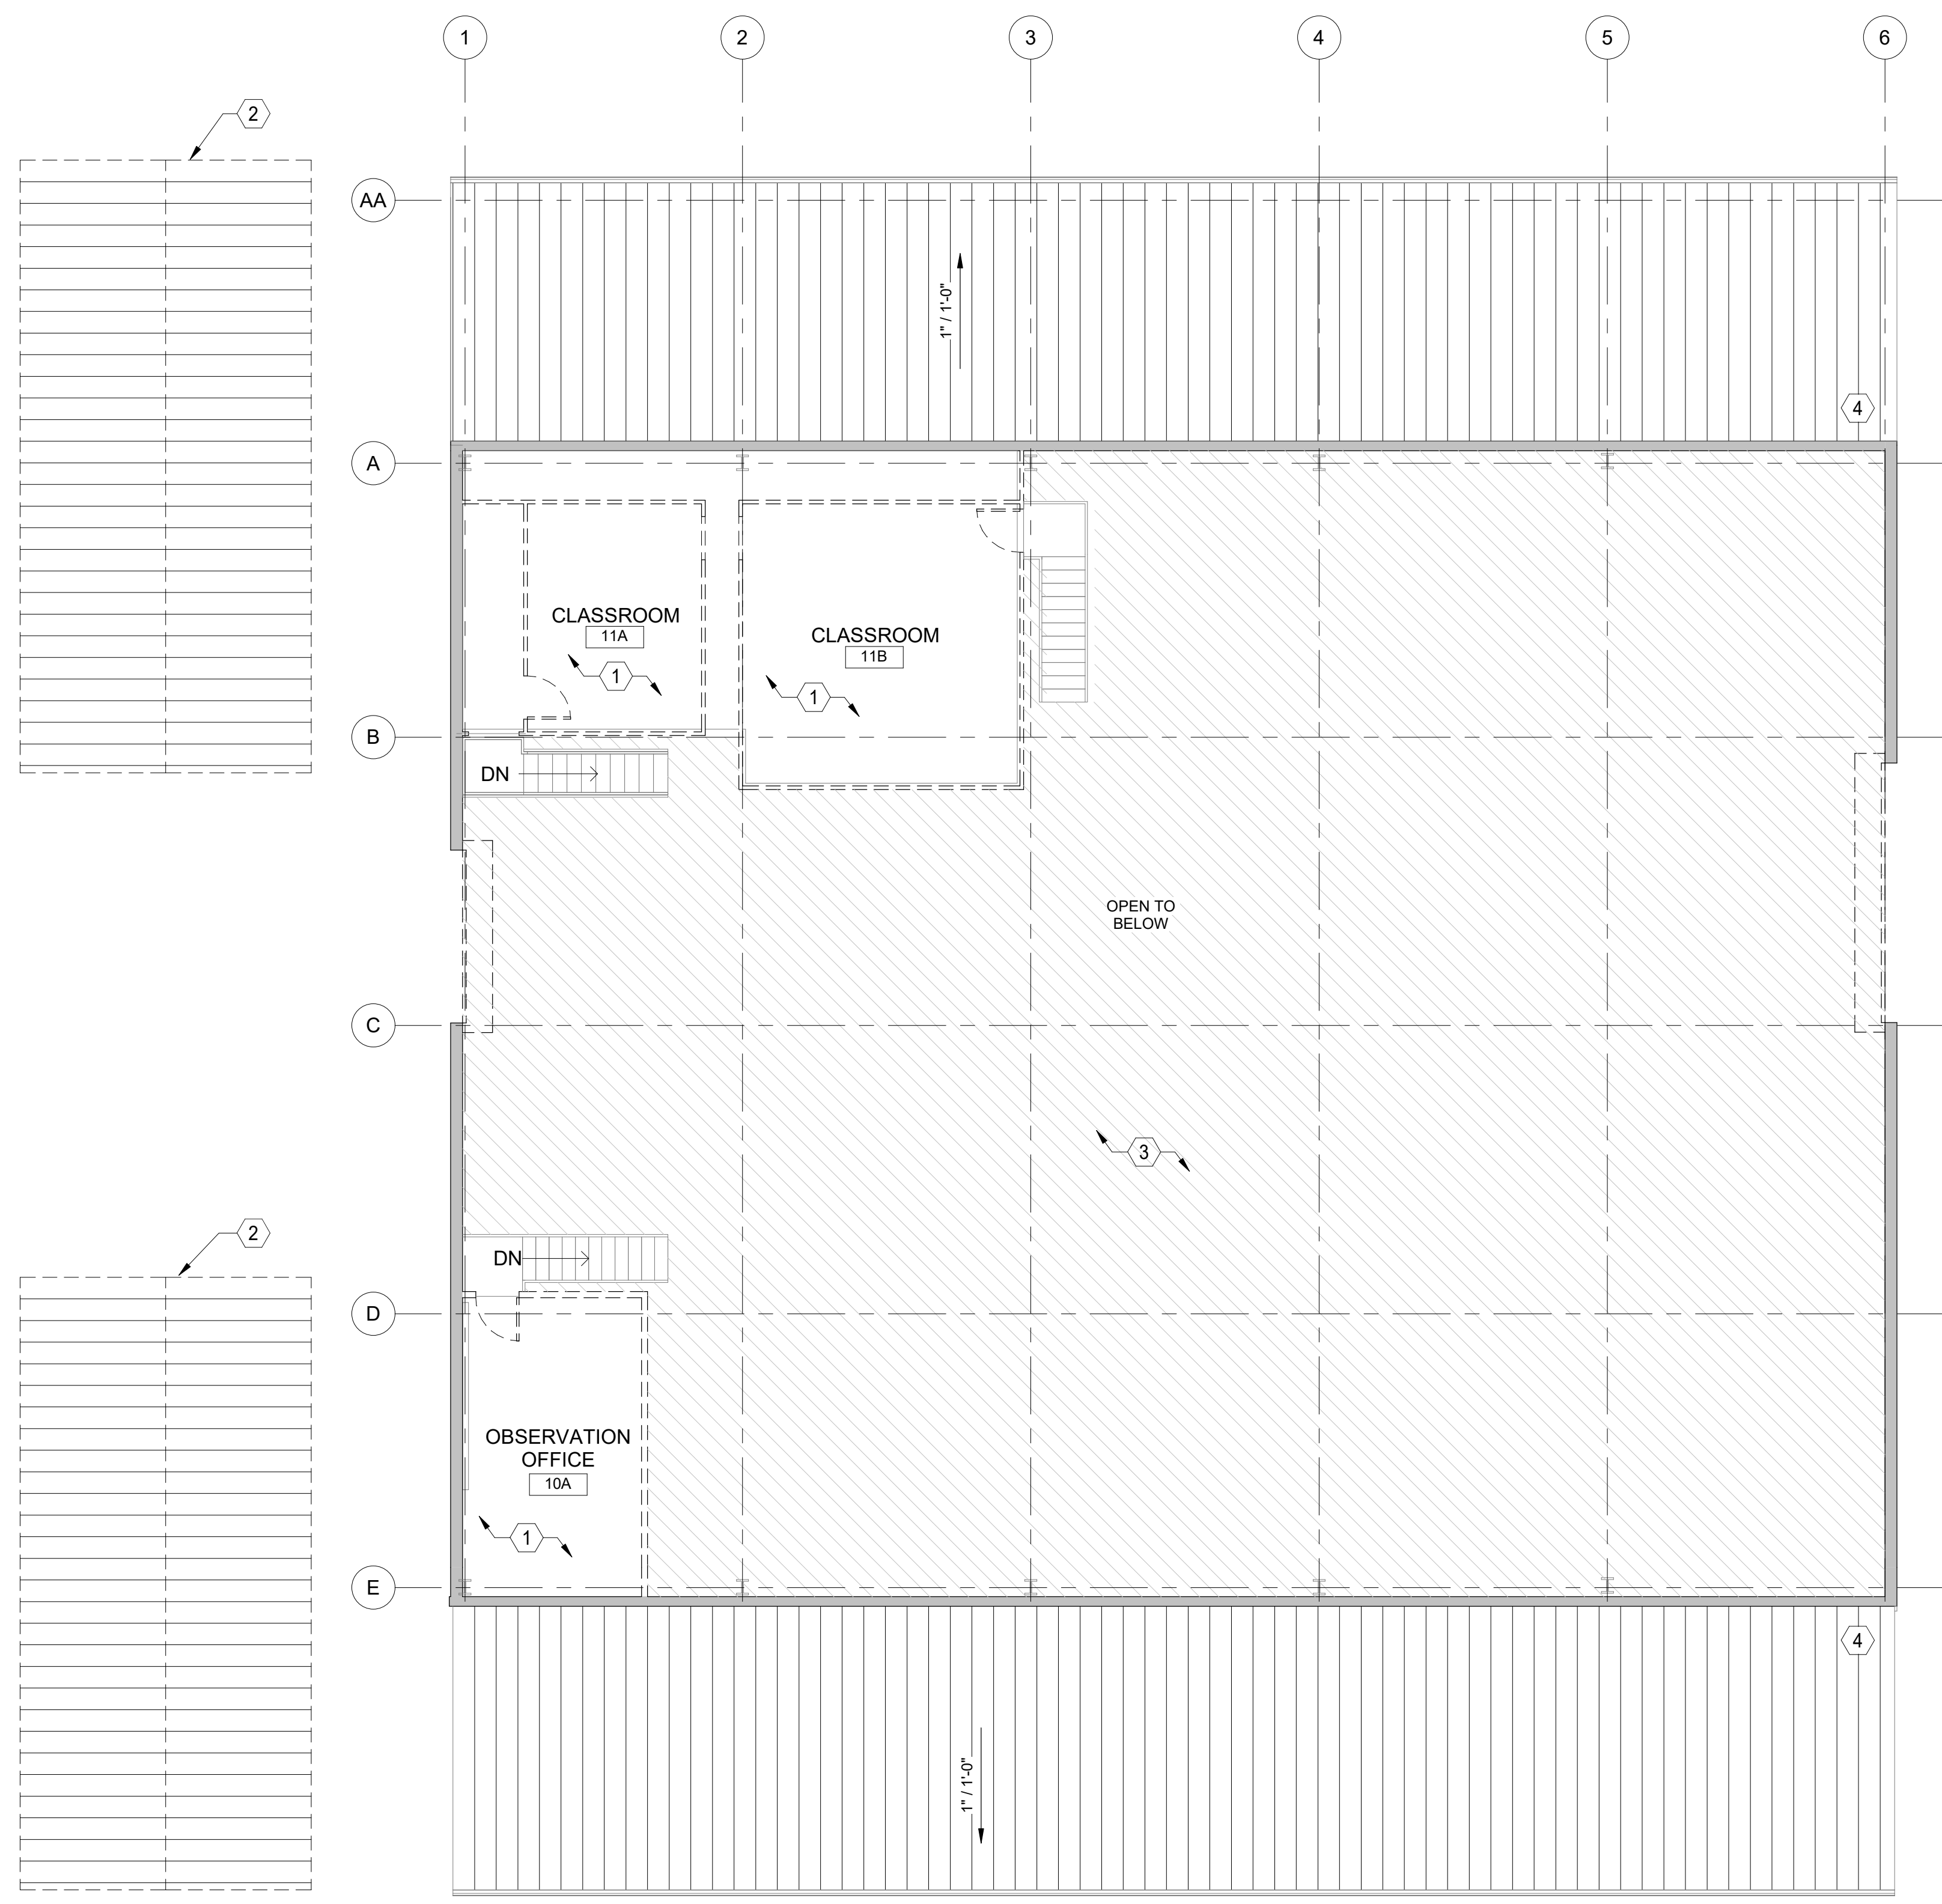 1
2
3
4
5
6
2
AA
1" / 1'-0"
4
A
CLASSROOM
11A
CLASSROOM
11B
1
1
B
DN
OPEN TO
BELOW
C
3
2
DN
D
OBSERVATION
OFFICE
10A
1
E
4
1" / 1'-0"